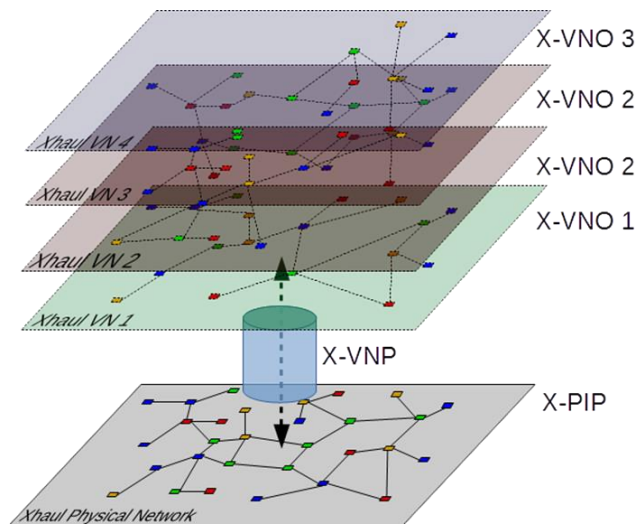 X-VNO 3
X-VNO 2
Xhaul VN 4
X-VNO 2
Xhaul VN 3
X-VNO 1
Xhaul VN 2
Xhaul VN 1
X-VNP
X-PIP
Xhaul Physical Network